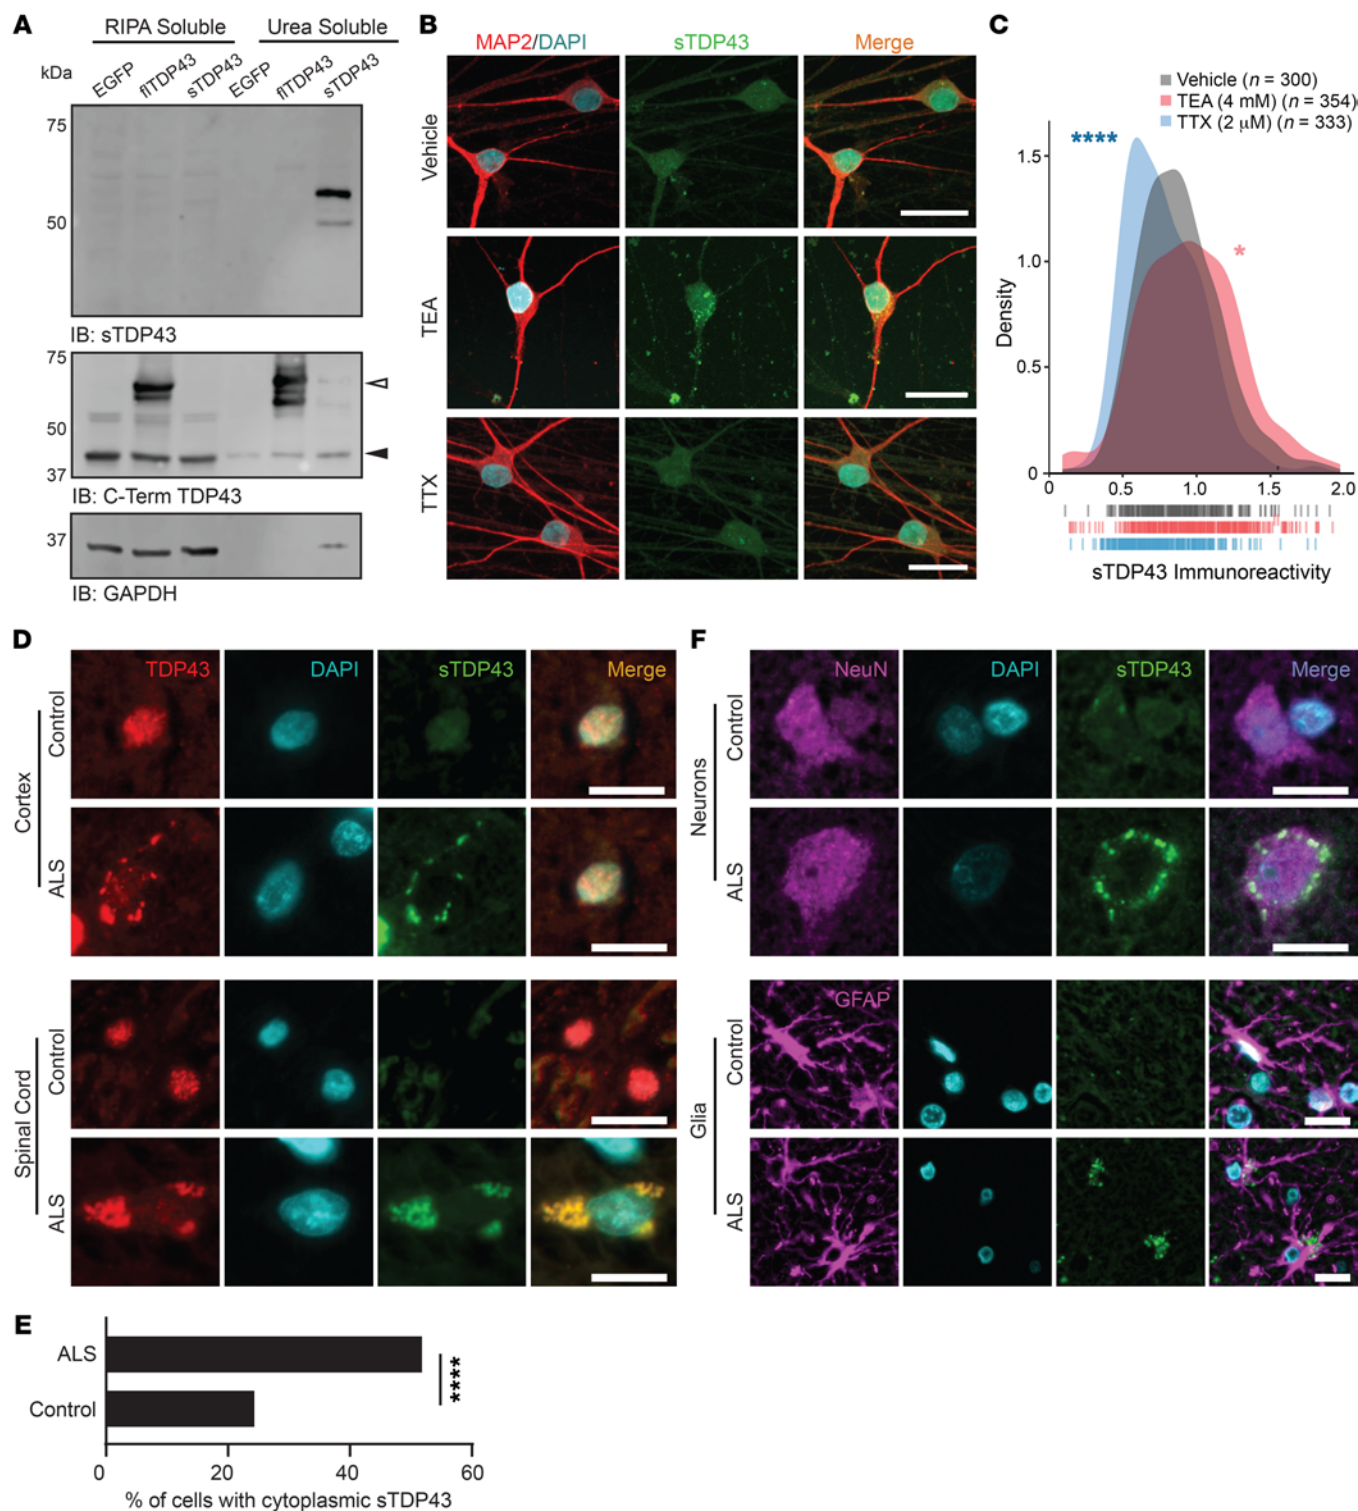 A
RIPA Soluble
Urea Soluble
kDa
EGFP
flTDP43
sTDP43
EGFP
flTDP43
sTDP43
75
50
IB: sTDP43
75
50
37
IB: C-Term TDP43
37
IB: GAPDH
B
MAP2/DAPI
sTDP43
Merge
Vehicle
TEA
TTX
C
Vehicle (n = 300)
TEA (4 mM) (n = 354)
TTX (2 μM) (n = 333)
****
*
Density
1.5
1.0
0.5
0
0
0.5
1.0
1.5
2.0
sTDP43 Immunoreactivity
D
TDP43
DAPI
sTDP43
Merge
Cortex
Control
ALS
Spinal Cord
Control
ALS
E
ALS
Control
****
0
20
40
60
% of cells with cytoplasmic sTDP43
F
NeuN
DAPI
sTDP43
Merge
Neurons
Control
ALS
GFAP
Glia
Control
ALS